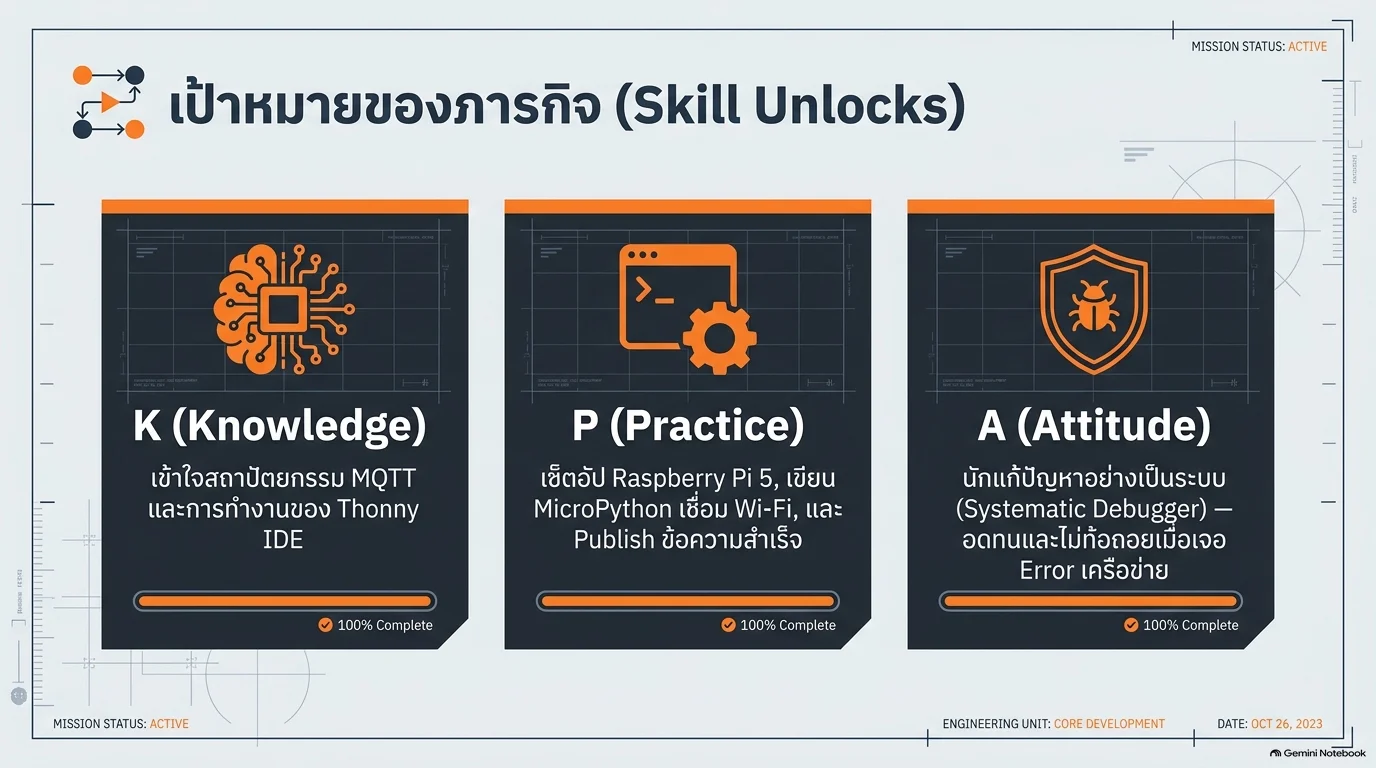 MISSION STATUS: ACTIVE
เป้าหมายของภารกิจ (Skill Unlocks)
K (Knowledge)
เข้าใจสถาปัตยกรรม MQTT
และการทำงานของ Thonny
IDE
100% Complete
P (Practice)
เซ็ตอัป Raspberry Pi 5, เขียน
MicroPython เชื่อม Wi-Fi, และ
Publish ข้อความสำเร็จ
100% Complete
A (Attitude)
นักแก้ปัญหาอย่างเป็นระบบ
(Systematic Debugger) —
อดทนและไม่ท้อถอยเมื่อเจอ
Error เครือข่าย
100% Complete
MISSION STATUS: ACTIVE
ENGINEERING UNIT: CORE DEVELOPMENT
DATE: OCT 26, 2023
Gemini Notebook